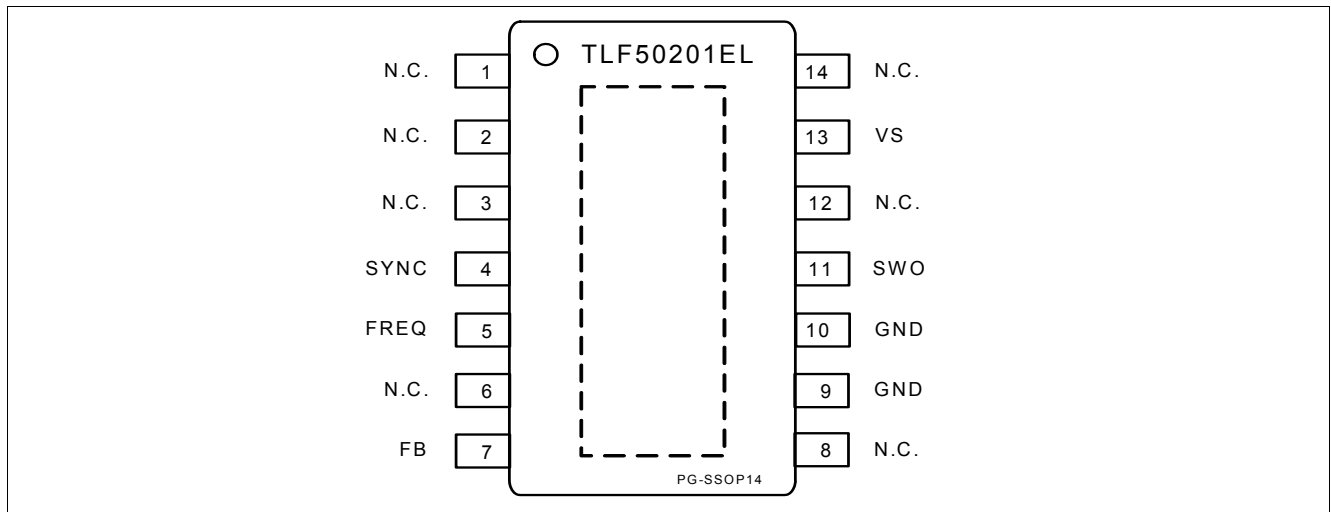 TLF50201EL
N.C. 1
N.C. 2
N.C. 3
SYNC 4
FREQ 5
N.C. 6
FB 7
14 N.C.
13 VS
12 N.C.
11 SWO
10 GND
9 GND
8 N.C.
PG-SSOP14